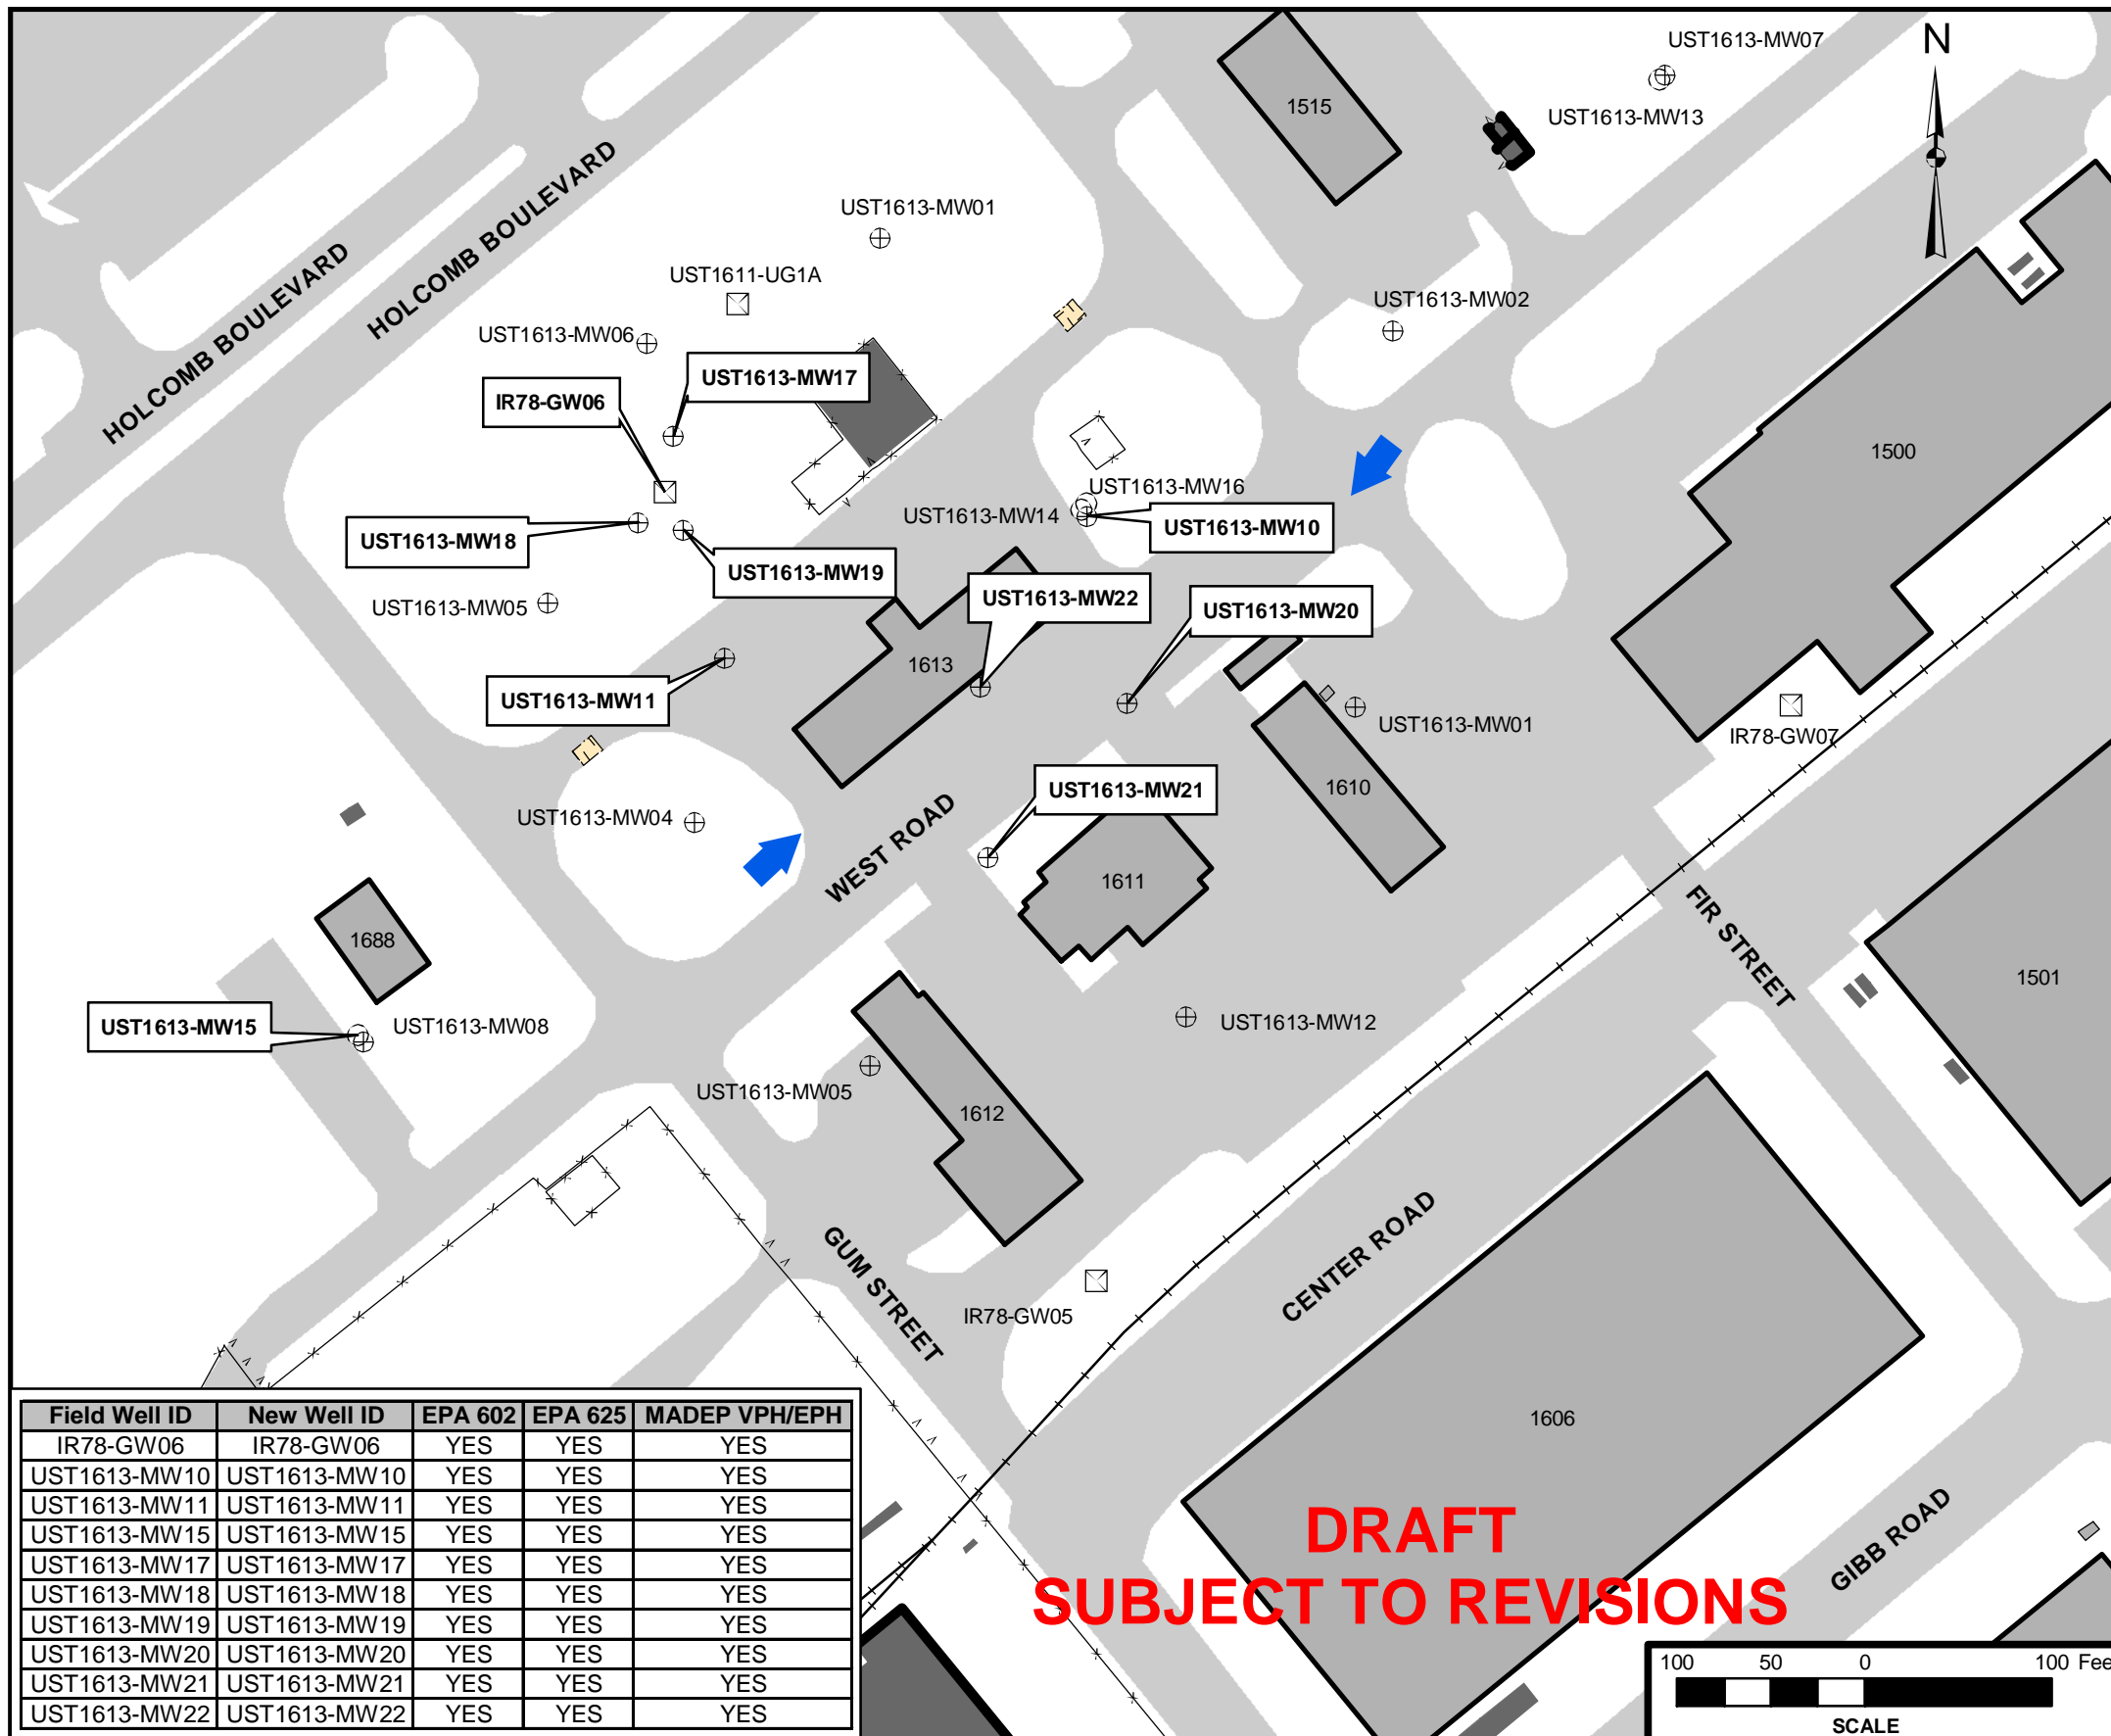 UST1613-MW07
N
1515
UST1613-MW13
HOLCOMB BOULEVARD
UST1613-MW01
HOLCOMB BOULEVARD
UST1611-UG1A
UST1613-MW02
UST1613-MW06
UST1613-MW17
IR78-GW06
1500
UST1613-MW16
UST1613-MW14
UST1613-MW10
UST1613-MW18
UST1613-MW19
UST1613-MW22
UST1613-MW20
UST1613-MW05
1613
UST1613-MW11
UST1613-MW01
IR78-GW07
1610
UST1613-MW21
UST1613-MW04
WEST ROAD
1611
FIR STREET
1688
1501
UST1613-MW15
UST1613-MW08
UST1613-MW12
UST1613-MW05
1612
CENTER ROAD
GUM STREET
IR78-GW05
1606
Field Well ID New Well ID EPA 602 EPA 625 MADEP VPH/EPH
IR78-GW06 IR78-GW06 YES YES YES
UST1613-MW10 UST1613-MW10 YES YES YES
UST1613-MW11 UST1613-MW11 YES YES YES
UST1613-MW15 UST1613-MW15 YES YES YES
UST1613-MW17 UST1613-MW17 YES YES YES
UST1613-MW18 UST1613-MW18 YES YES YES
UST1613-MW19 UST1613-MW19 YES YES YES
UST1613-MW20 UST1613-MW20 YES YES YES
UST1613-MW21 UST1613-MW21 YES YES YES
UST1613-MW22 UST1613-MW22 YES YES YES
DRAFT
SUBJECT TO REVISIONS
GIBB ROAD
100 50 0 100 Fee
SCALE